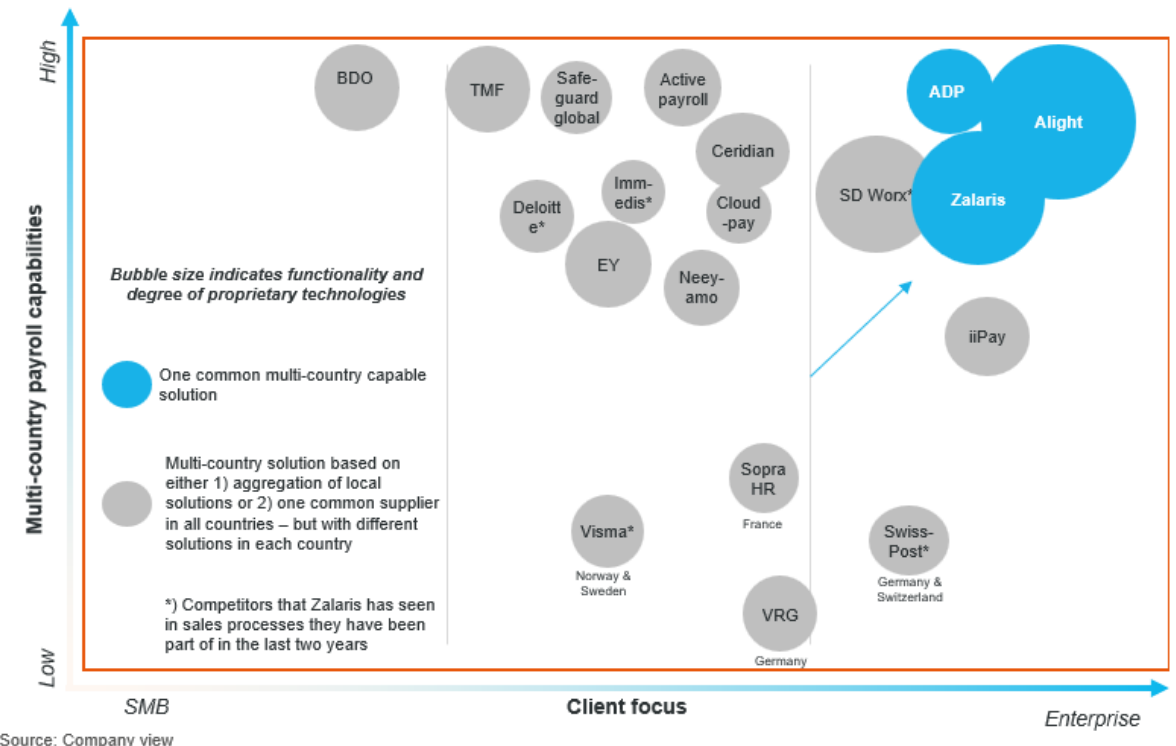 High
BDO
TMF
Safe-
guard
global
Active
payroll
ADP
Alight
Ceridian
Imm-
edis*
Deloitt
e*
Cloud
-pay
SD Worx*
Zalaris
EY
Neey-
amo
iiPay
Multi-country payroll capabilities
Bubble size indicates functionality and
degree of proprietary technologies
One common multi-country capable
solution
Multi-country solution based on
either 1) aggregation of local
solutions or 2) one common supplier
in all countries – but with different
solutions in each country
*) Competitors that Zalaris has seen
in sales processes they have been
part of in the last two years
Sopra
HR
France
Visma*
Norway &
Sweden
Swiss-
Post*
Germany &
Switzerland
VRG
Germany
Low
SMB
Client focus
Enterprise
Source: Company view